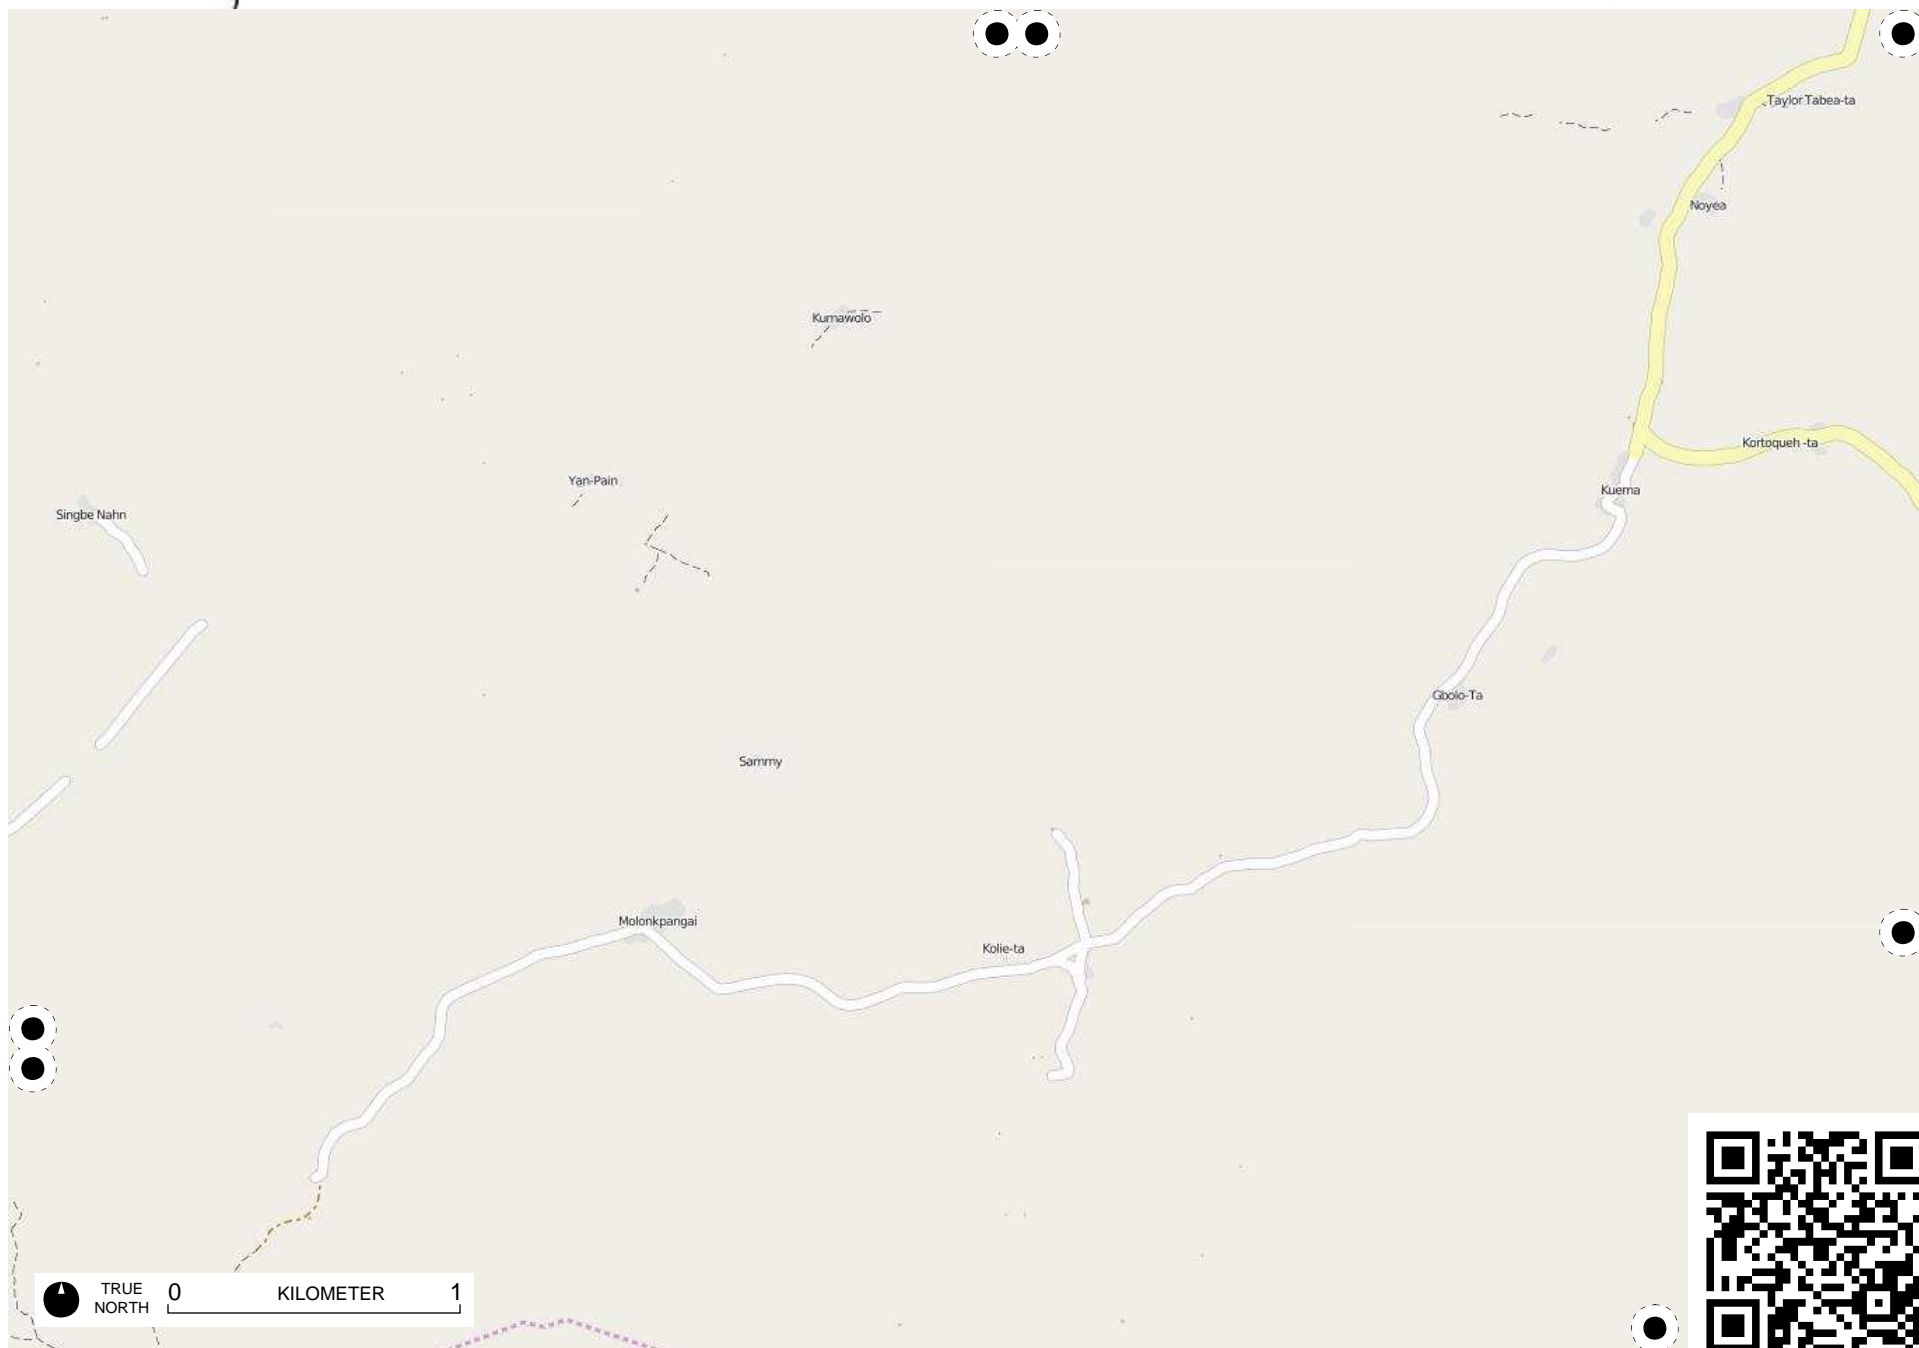 Taylor Tabea-ta
Noyea
Kumawolo
Kortoqueh -ta
Yan-Pain
Kuema
Singbe Nahn
Gbolo-Ta
Sammy
Molonkpangai
Kolie-ta
TRUE
NORTH
0 KILOMETER 1